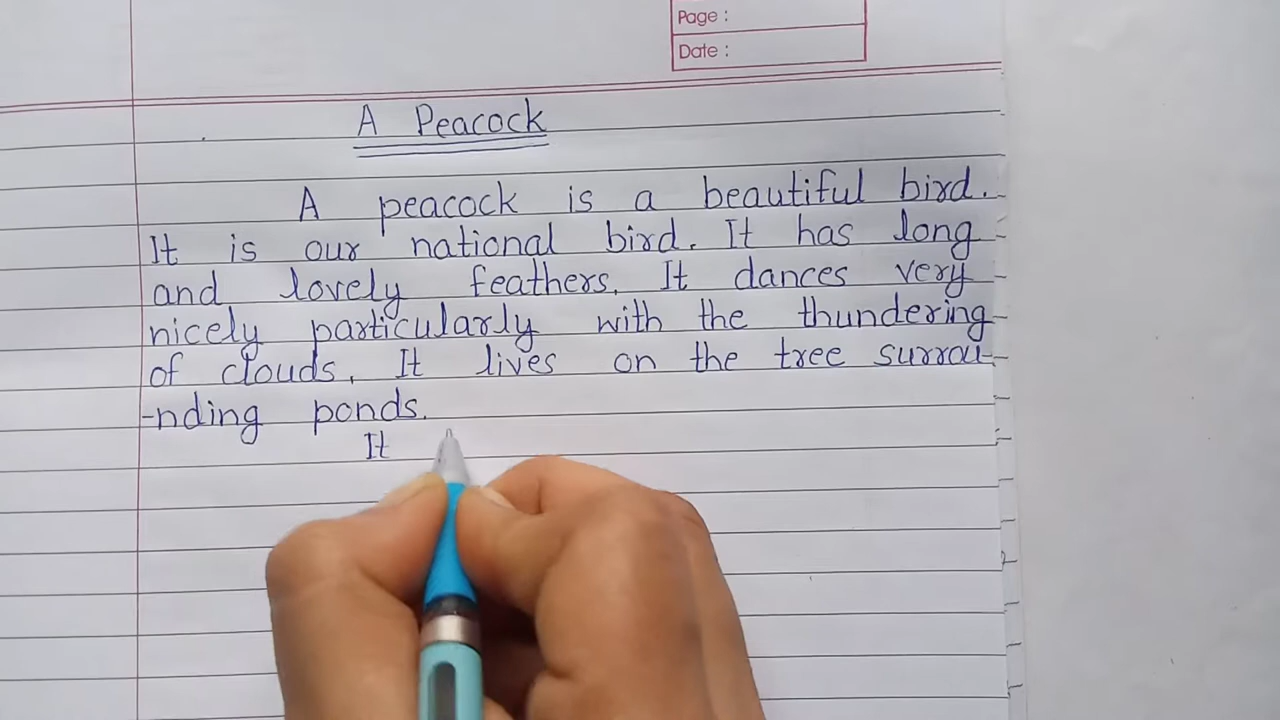 Page :
Date :
A Peacock
A peacock is a beautiful bird.
It is our national bird. It has long
and lovely feathers. It dances very
nicely particularly with the thundering
of clouds. It lives on the tree surrou-
-nding ponds.
It